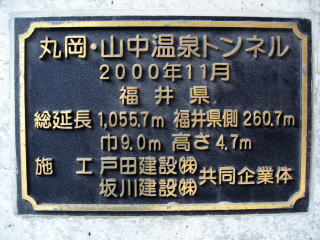 丸岡・山中温泉トンネル
2000年11月
福井県
総延長 1,055.7m 福井県側 260.7m
巾9.0m 高さ4.7m
施工 戸田建設㈱ 共同企業体
坂川建設㈱